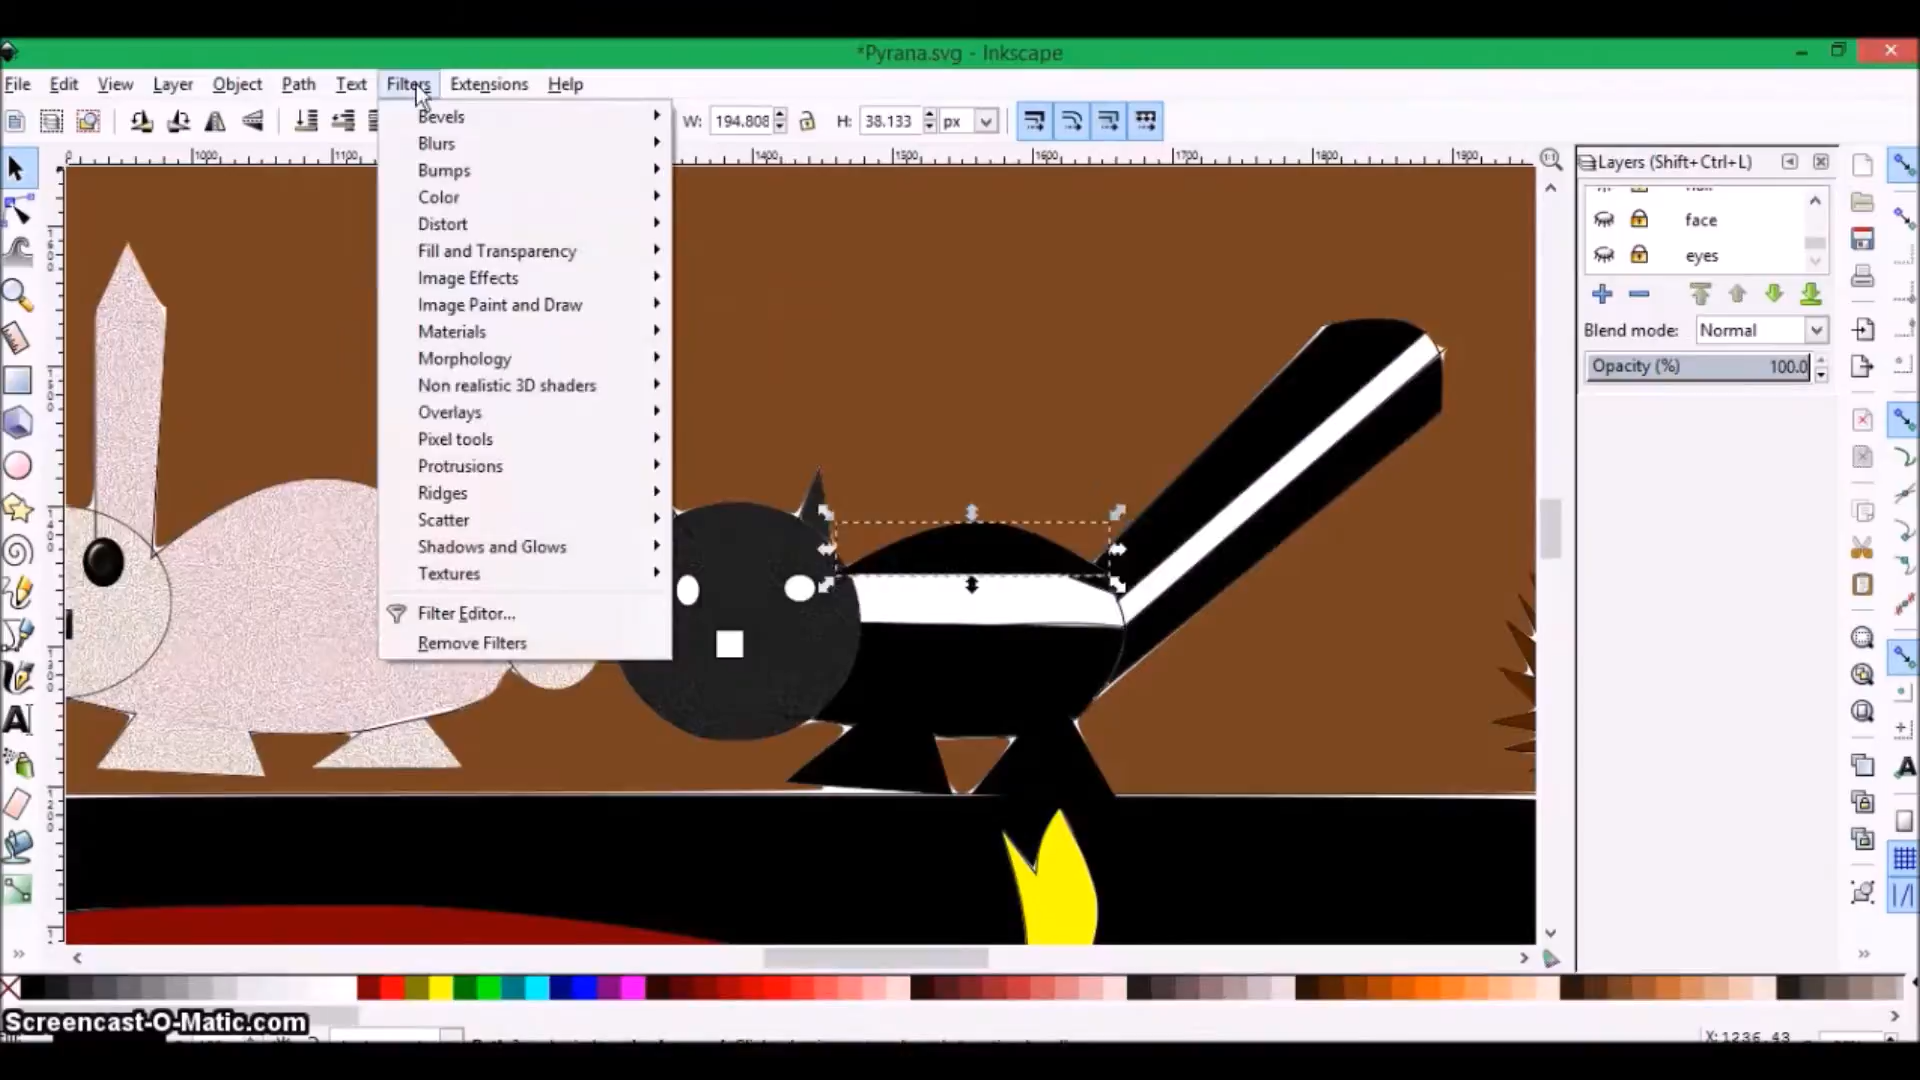 *Pyrana.svg - Inkscape
File Edit View Layer Object Path Text Filters Extensions Help
W: 194.808 H: 38.133 px
1000 1100 1400 1500 1600 1700 1800 1900
Bevels
Blurs
Bumps
Color
Distort
Fill and Transparency
Image Effects
Image Paint and Draw
Materials
Morphology
Non realistic 3D shaders
Overlays
Pixel tools
Protrusions
Ridges
Scatter
Shadows and Glows
Textures
Filter Editor...
Remove Filters
Layers (Shift+Ctrl+L)
face
eyes
Blend mode: Normal
Opacity (%) 100.0
Screencast-O-Matic.com
X:1236.43